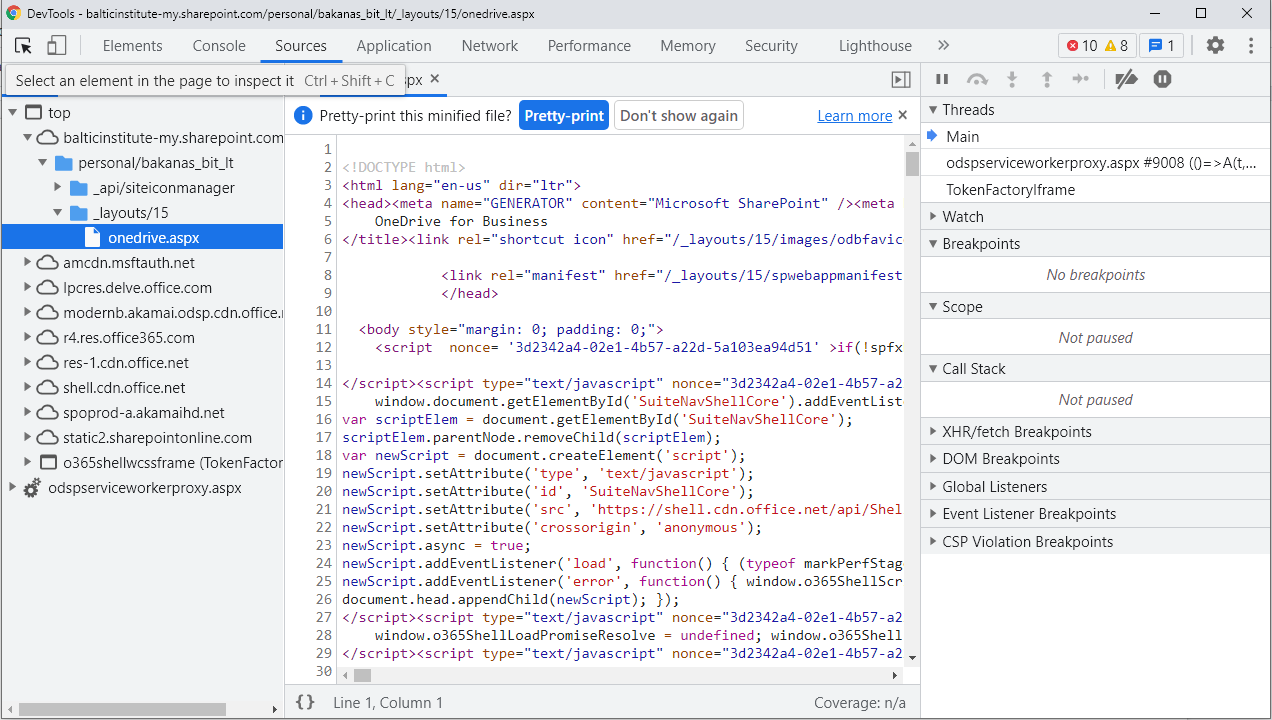 DevTools - balticinstitute-my.sharepoint.com/personal/bakanas_bit_lt/_layouts/15/onedrive.aspx
Elements Console Sources Application Network Performance Memory Security Lighthouse 10 8 1
Select an element in the page to inspect it Ctrl + Shift + C
px ×
top
balticinstitute-my.sharepoint.com
personal/bakanas_bit_lt
_api/siteiconmanager
_layouts/15
onedrive.aspx
amcdn.msftauth.net
lpcres.delve.office.com
modernb.akamai.odsp.cdn.office.
r4.res.office365.com
res-1.cdn.office.net
shell.cdn.office.net
spoprod-a.akamaihd.net
static2.sharepointonline.com
o365shellwcssframe (TokenFactor
odspserviceworkerproxy.aspx
Pretty-print this minified file? Pretty-print Don't show again Learn more ×
1
2 <!DOCTYPE html>
3 <html lang="en-us" dir="ltr">
4 <head><meta name="GENERATOR" content="Microsoft SharePoint" /><meta
5 OneDrive for Business
6 </title><link rel="shortcut icon" href="/_layouts/15/images/odbfavic
7
8 <link rel="manifest" href="/_layouts/15/spwebappmanifest
9 </head>
10
11 <body style="margin: 0; padding: 0;">
12 <script nonce= '3d2342a4-02e1-4b57-a22d-5a103ea94d51' >if(!spfx
13
14 </script><script type="text/javascript" nonce="3d2342a4-02e1-4b57-a2
15 window.document.getElementById('SuiteNavShellCore').addEventListe
16 var scriptElem = document.getElementById('SuiteNavShellCore');
17 scriptElem.parentNode.removeChild(scriptElem);
18 var newScript = document.createElement('script');
19 newScript.setAttribute('type', 'text/javascript');
20 newScript.setAttribute('id', 'SuiteNavShellCore');
21 newScript.setAttribute('src', 'https://shell.cdn.office.net/api/Shel
22 newScript.setAttribute('crossorigin', 'anonymous');
23 newScript.async = true;
24 newScript.addEventListener('load', function() { (typeof markPerfStag
25 newScript.addEventListener('error', function() { window.o365ShellScr
26 document.head.appendChild(newScript); });
27 </script><script type="text/javascript" nonce="3d2342a4-02e1-4b57-a2
28 window.o365ShellLoadPromiseResolve = undefined; window.o365Shell
29 </script><script type="text/javascript" nonce="3d2342a4-02e1-4b57-a2
30
{} Line 1, Column 1 Coverage: n/a
Threads
Main
odspserviceworkerproxy.aspx #9008 (()=>A(t,...
TokenFactoryIframe
Watch
Breakpoints
No breakpoints
Scope
Not paused
Call Stack
Not paused
XHR/fetch Breakpoints
DOM Breakpoints
Global Listeners
Event Listener Breakpoints
CSP Violation Breakpoints